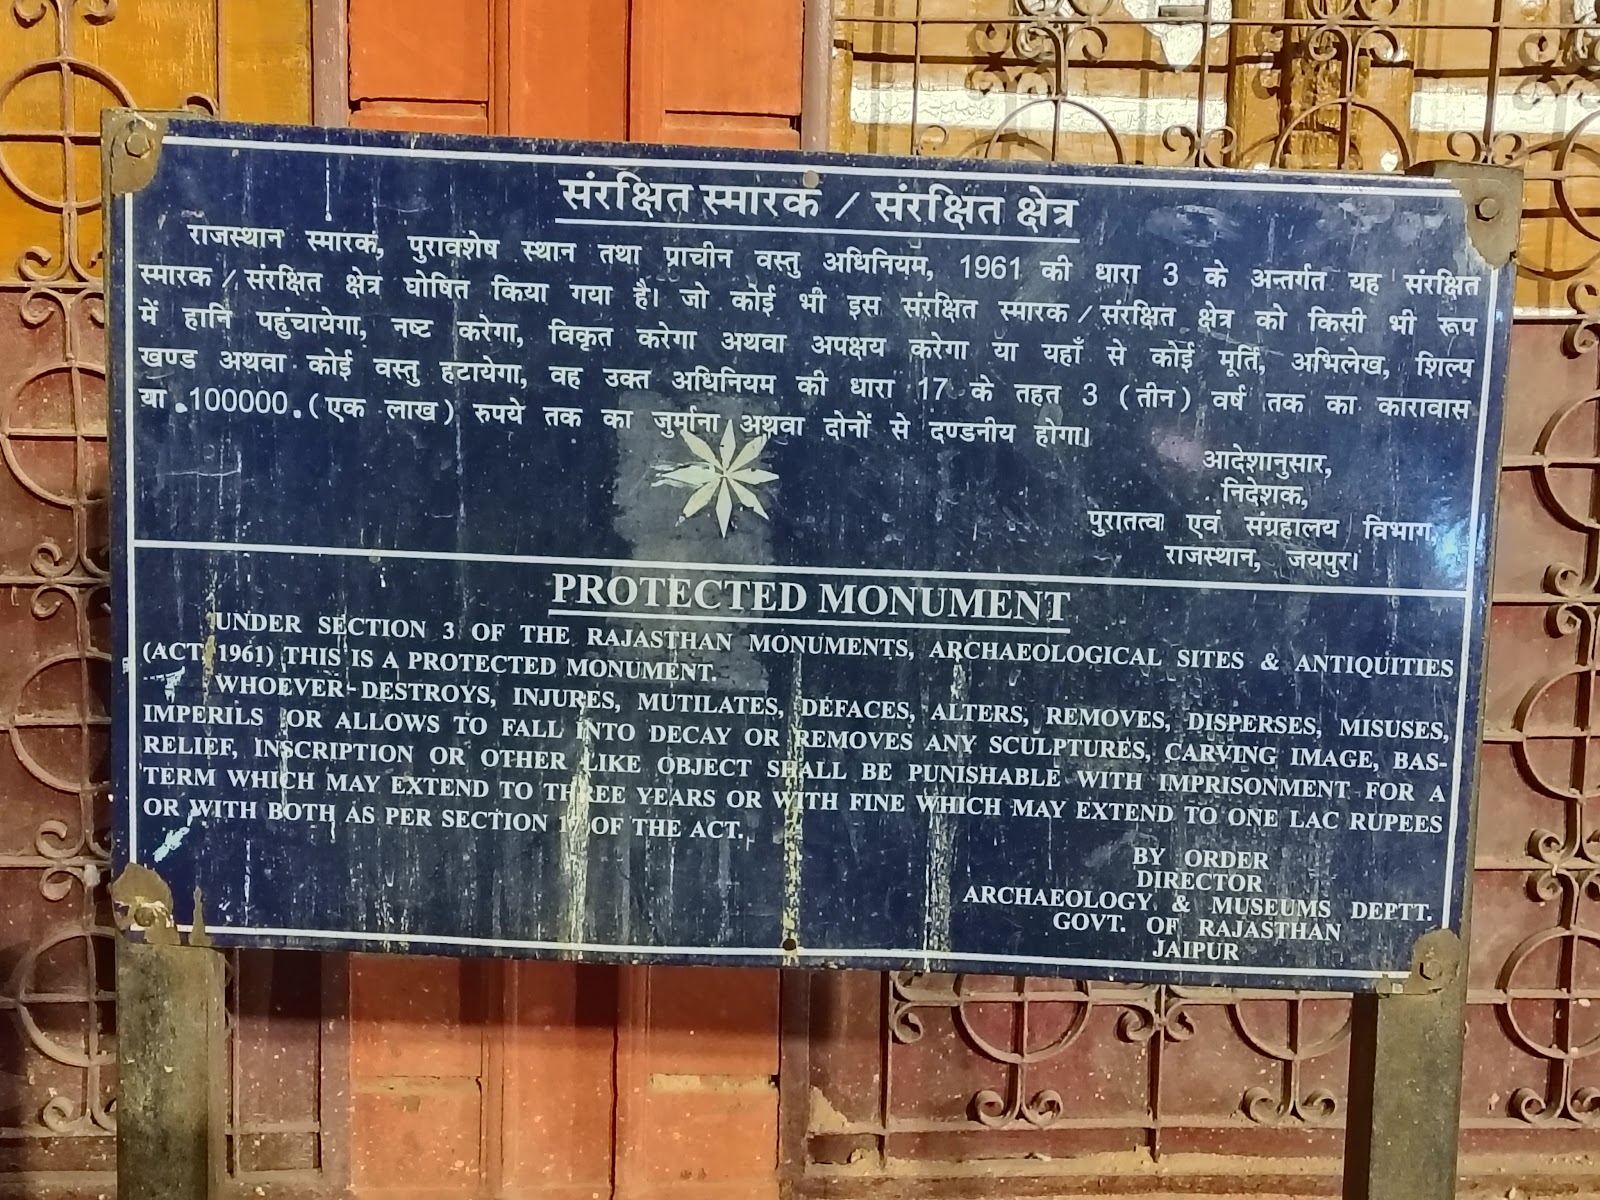 संरक्षित स्मारक / संरक्षित क्षेत्र
राजस्थान स्मारक, पुरावशेष स्थान तथा प्राचीन वस्तु अधिनियम, 1961 की धारा 3 के अन्तर्गत यह संरक्षित
स्मारक / संरक्षित क्षेत्र घोषित किया गया है। जो कोई भी इस संरक्षित स्मारक / संरक्षित क्षेत्र को किसी भी रूप
में हानि पहुंचायेगा, नष्ट करेगा, विकृत करेगा अथवा अपक्षय करेगा या यहाँ से कोई मूर्ति, अभिलेख, शिल्प
खण्ड अथवा कोई वस्तु हटायेगा, वह उक्त अधिनियम की धारा 17 के तहत 3 (तीन) वर्ष तक का कारावास
या 100000 (एक लाख) रुपये तक का जुर्माना अथवा दोनों से दण्डनीय होगा।
आदेशानुसार,
निदेशक,
पुरातत्व एवं संग्रहालय विभाग,
राजस्थान, जयपुर।
PROTECTED MONUMENT
UNDER SECTION 3 OF THE RAJASTHAN MONUMENTS, ARCHAEOLOGICAL SITES & ANTIQUITIES
(ACT 1961) THIS IS A PROTECTED MONUMENT.
WHOEVER-DESTROYS, INJURES, MUTILATES, DEFACES, ALTERS, REMOVES, DISPERSES, MISUSES,
IMPERILS OR ALLOWS TO FALL INTO DECAY OR REMOVES ANY SCULPTURES, CARVING IMAGE, BAS-
RELIEF, INSCRIPTION OR OTHER LIKE OBJECT SHALL BE PUNISHABLE WITH IMPRISONMENT FOR A
TERM WHICH MAY EXTEND TO THREE YEARS OR WITH FINE WHICH MAY EXTEND TO ONE LAC RUPEES
OR WITH BOTH AS PER SECTION 17 OF THE ACT.
BY ORDER
DIRECTOR
ARCHAEOLOGY & MUSEUMS DEPTT.
GOVT. OF RAJASTHAN
JAIPUR